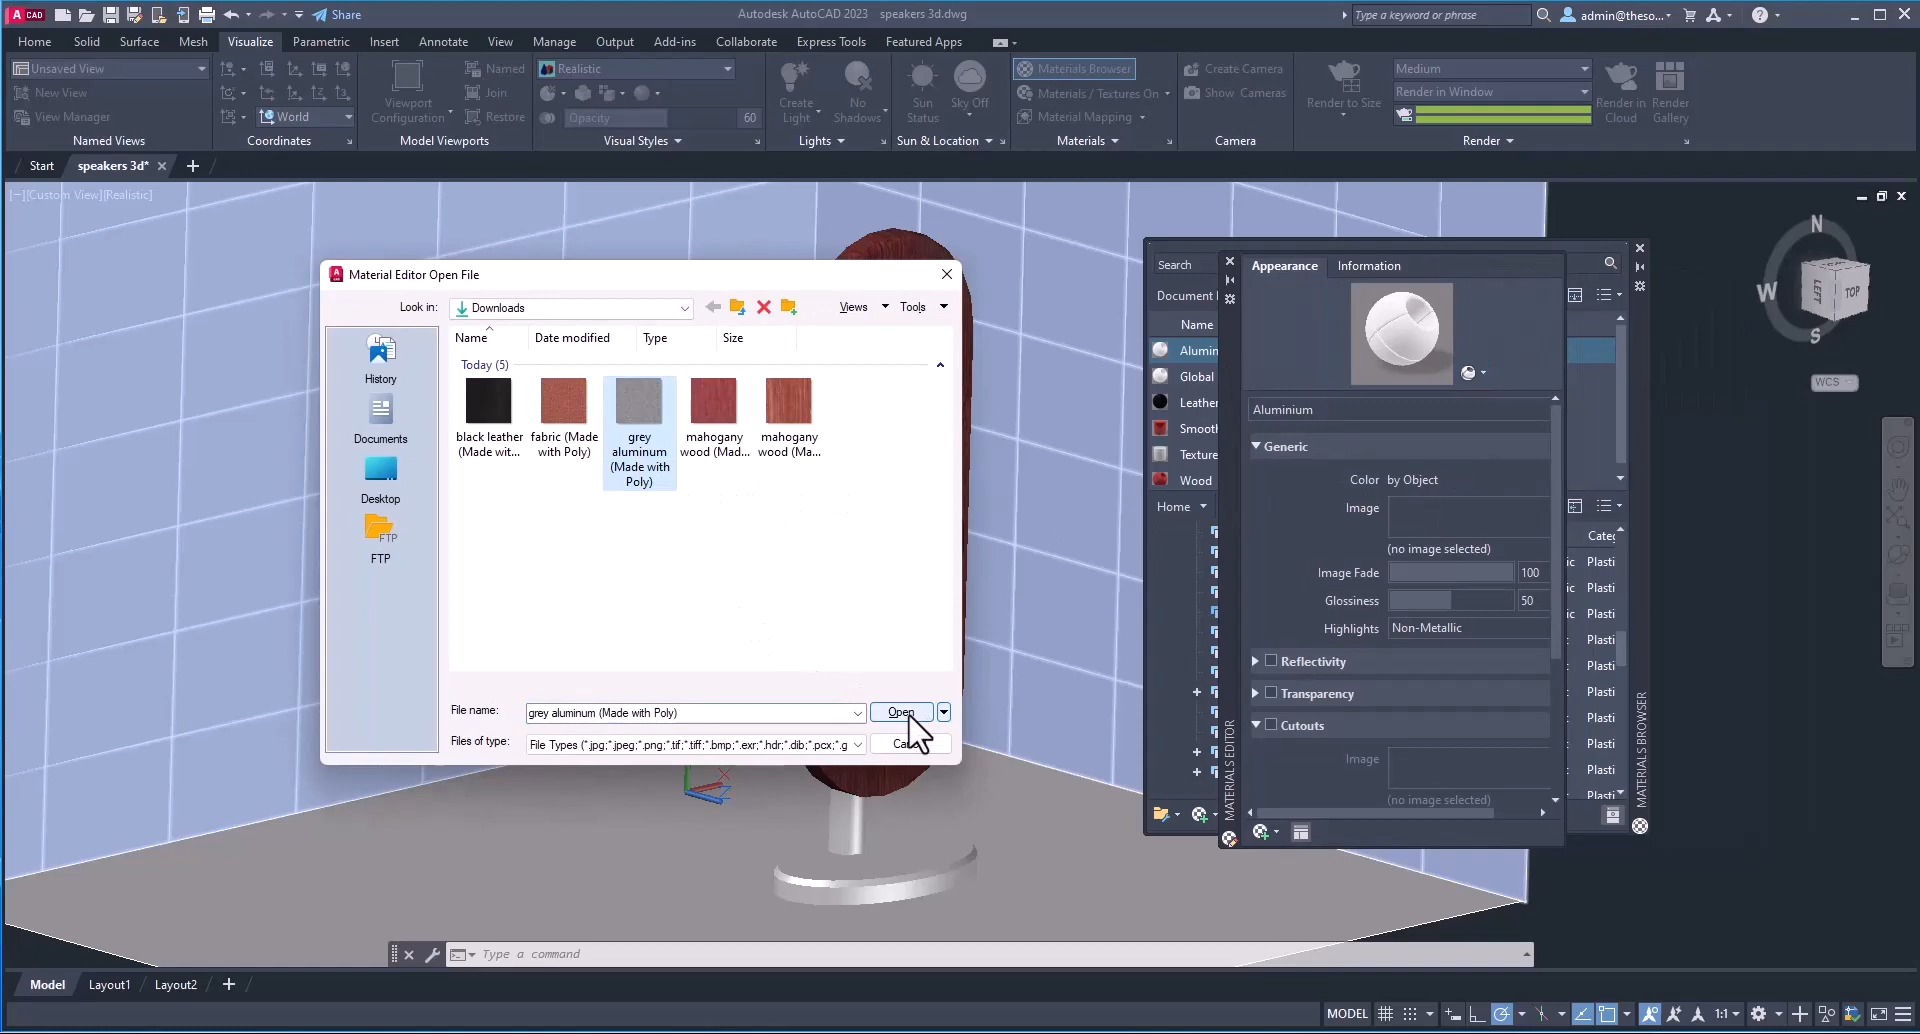 CAD
Share
Autodesk AutoCAD 2023 speakers 3d.dwg
Type a keyword or phrase
admin@theso...
Home Solid Surface Mesh Visualize Parametric Insert Annotate View Manage Output Add-ins Collaborate Express Tools Featured Apps
Unsaved View
New View
View Manager
Named Views
World
Coordinates
Viewport
Configuration
Named
Join
Restore
Model Viewports
Realistic
Opacity 60
Visual Styles
Create
Light
No
Shadows
Lights
Sun
Status
Sky Off
Sun & Location
Materials Browser
Materials / Textures On
Material Mapping
Materials
Create Camera
Show Cameras
Camera
Render to Size
Medium
Render in Window
Render in
Cloud
Render
Gallery
Render
Start speakers 3d*
[−][Custom View][Realistic]
N
W
S
LEFT TOP
WCS
Material Editor Open File
Look in: Downloads
Views Tools
Name Date modified Type Size
Today (5)
History
Documents
Desktop
FTP
FTP
black leather
(Made wit...
fabric (Made
with Poly)
grey
aluminum
(Made with
Poly)
mahogany
wood (Mad...
mahogany
wood (Ma...
File name: grey aluminum (Made with Poly)
Open
Files of type: File Types (*.jpg;*.jpeg;*.png;*.tif;*.tiff;*.bmp;*.exr;*.hdr;*.dib;*.pcx;*.g
Search
Document
Name
Alumin
Global
Leather
Smooth
Texture
Wood
Home
Categ
Plasti
Plasti
Plasti
Plasti
Plasti
Plasti
Plasti
Plasti
Plasti
Plasti
MATERIALS BROWSER
MATERIALS EDITOR
Appearance Information
Aluminium
Generic
Color by Object
Image
(no image selected)
Image Fade 100
Glossiness 50
Highlights Non-Metallic
Reflectivity
Transparency
Cutouts
Image
(no image selected)
Type a command
Model Layout1 Layout2
MODEL 1:1